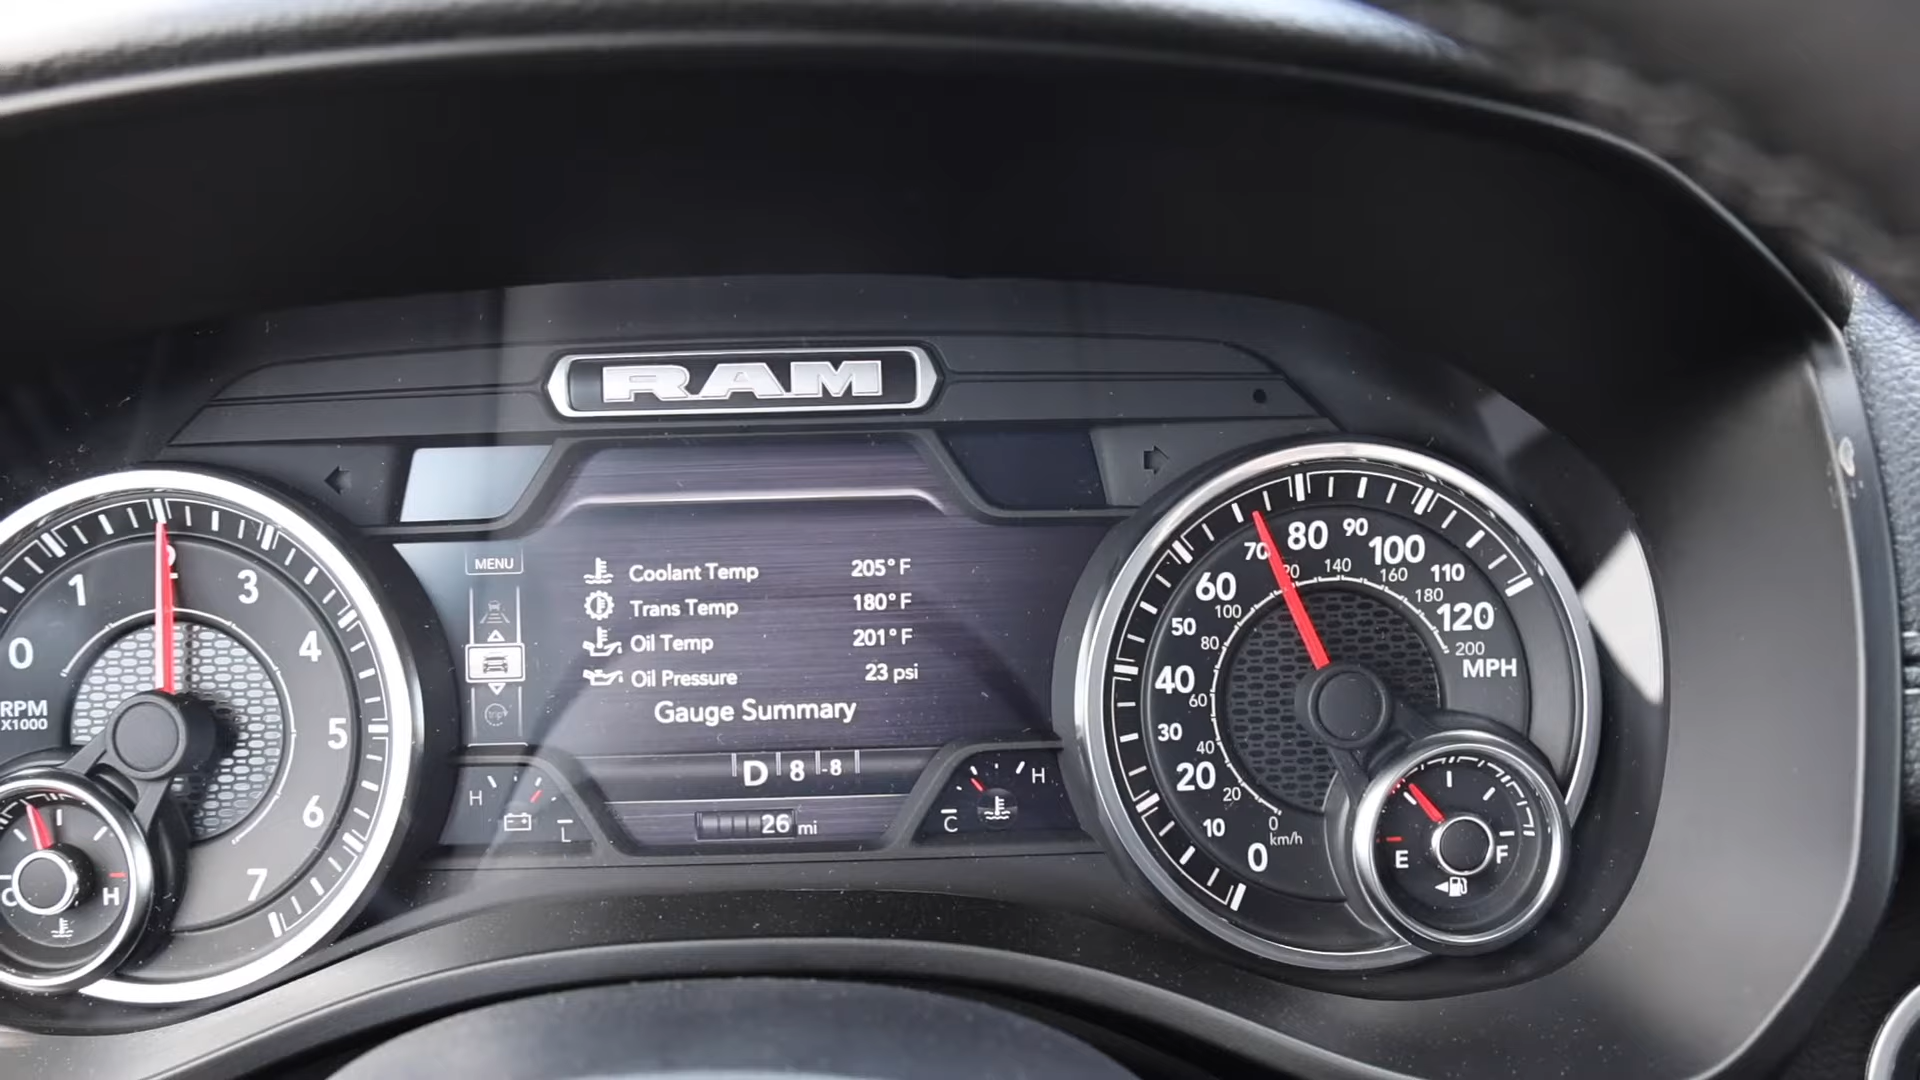 RAM
MENU
Coolant Temp 205° F
Trans Temp 180° F
Oil Temp 201° F
Oil Pressure 23 psi
Gauge Summary
trip
D 8 -8
26 mi
H
L
C
H
0
1
2
3
4
5
6
7
RPM
X1000
C
H
0
10
20
30
40
50
60
70
80
90
100
110
120
MPH
0
20
40
60
80
100
140
160
180
200
km/h
E
F